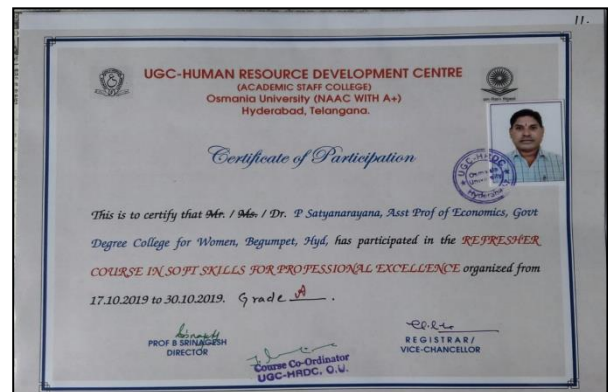 11.
UGC-HUMAN RESOURCE DEVELOPMENT CENTRE
(ACADEMIC STAFF COLLEGE)
Osmania University (NAAC WITH A+)
Hyderabad, Telangana.
Certificate of Participation
UGC-HRDC
Hyderabad
This is to certify that Mr. / Ms. / Dr. P Satyanarayana, Asst Prof of Economics, Govt
Degree College for Women, Begumpet, Hyd, has participated in the REFRESHER
COURSE IN SOFT SKILLS FOR PROFESSIONAL EXCELLENCE organized from
17.10.2019 to 30.10.2019. Grade A.
PROF B SRINAGESH
DIRECTOR
Course Co-Ordinator
UGC-HRDC, O.U.
REGISTRAR/
VICE-CHANCELLOR